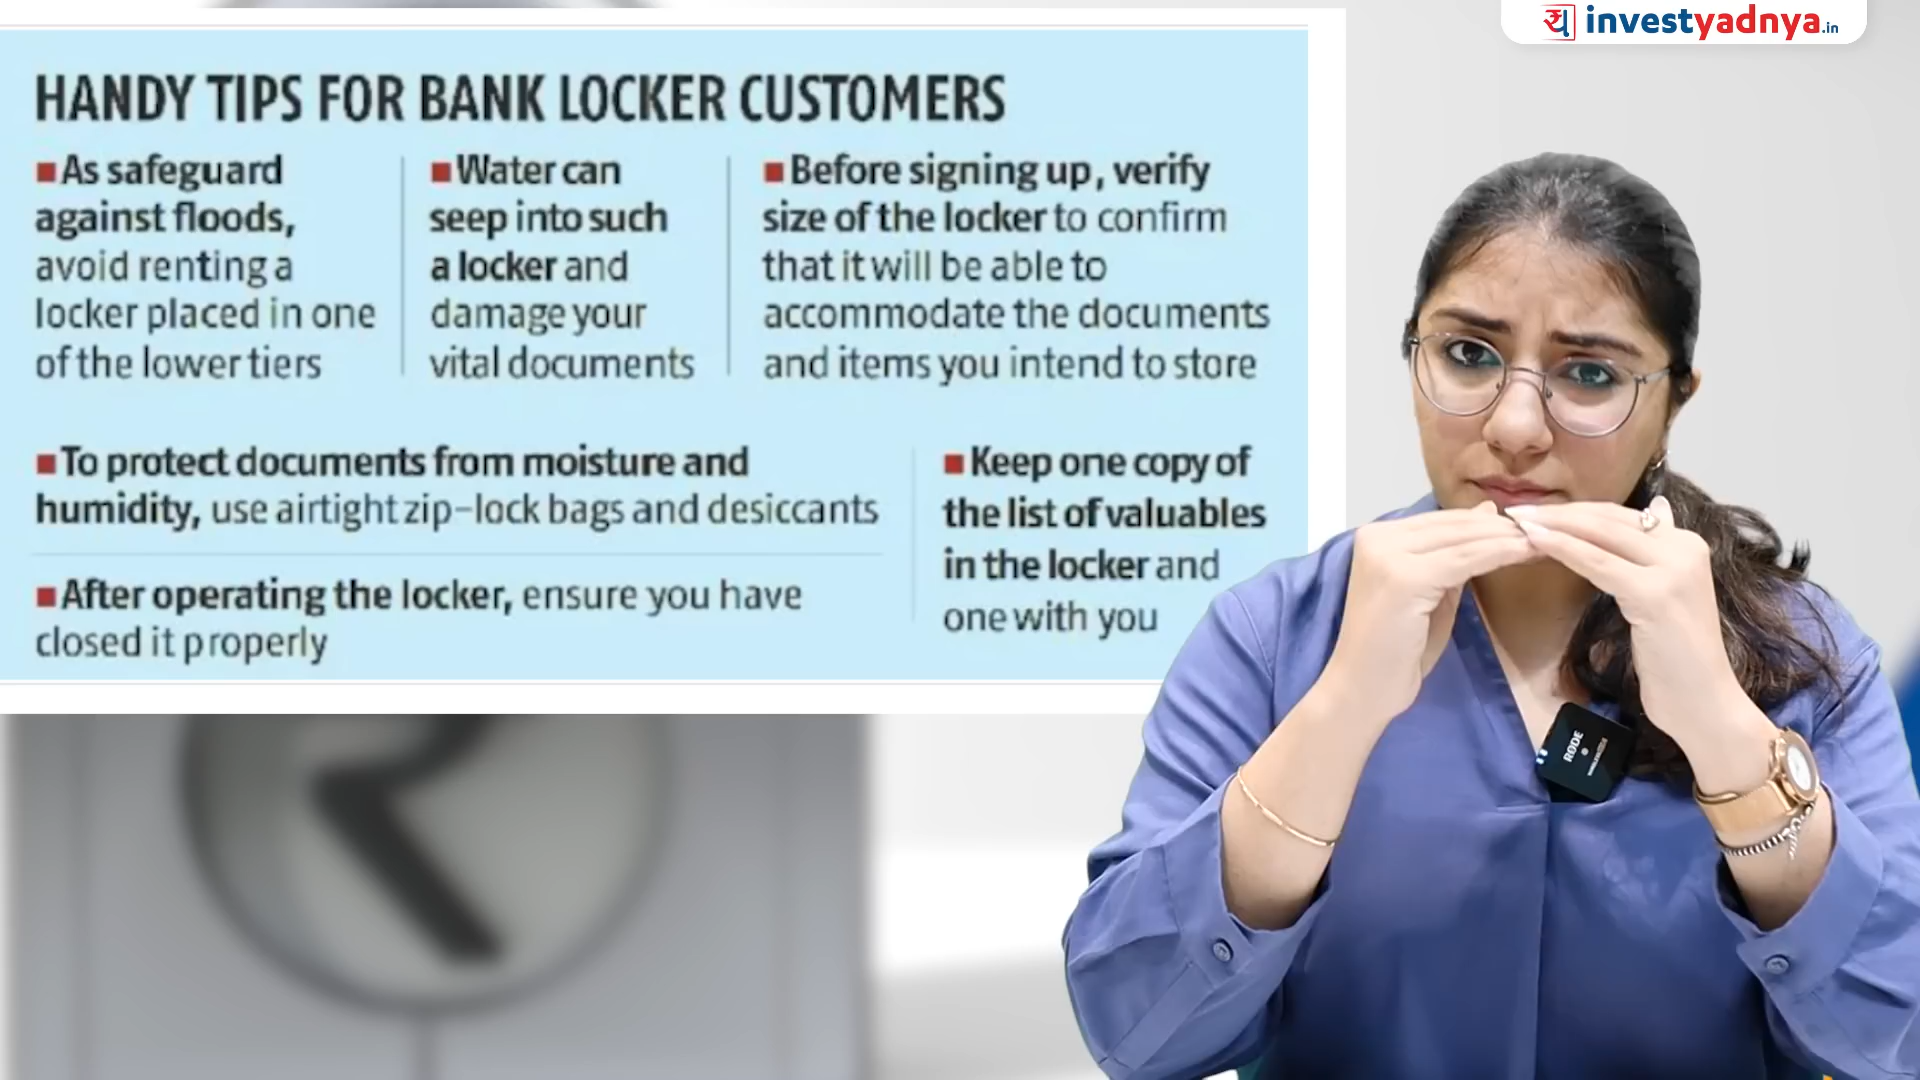 ये investyadnya.in
HANDY TIPS FOR BANK LOCKER CUSTOMERS
■ As safeguard
against floods,
avoid renting a
locker placed in one
of the lower tiers
■ Water can
seep into such
a locker and
damage your
vital documents
■ Before signing up, verify
size of the locker to confirm
that it will be able to
accommodate the documents
and items you intend to store
■ To protect documents from moisture and
humidity, use airtight zip-lock bags and desiccants
■ After operating the locker, ensure you have
closed it properly
■ Keep one copy of
the list of valuables
in the locker and
one with you
RODE